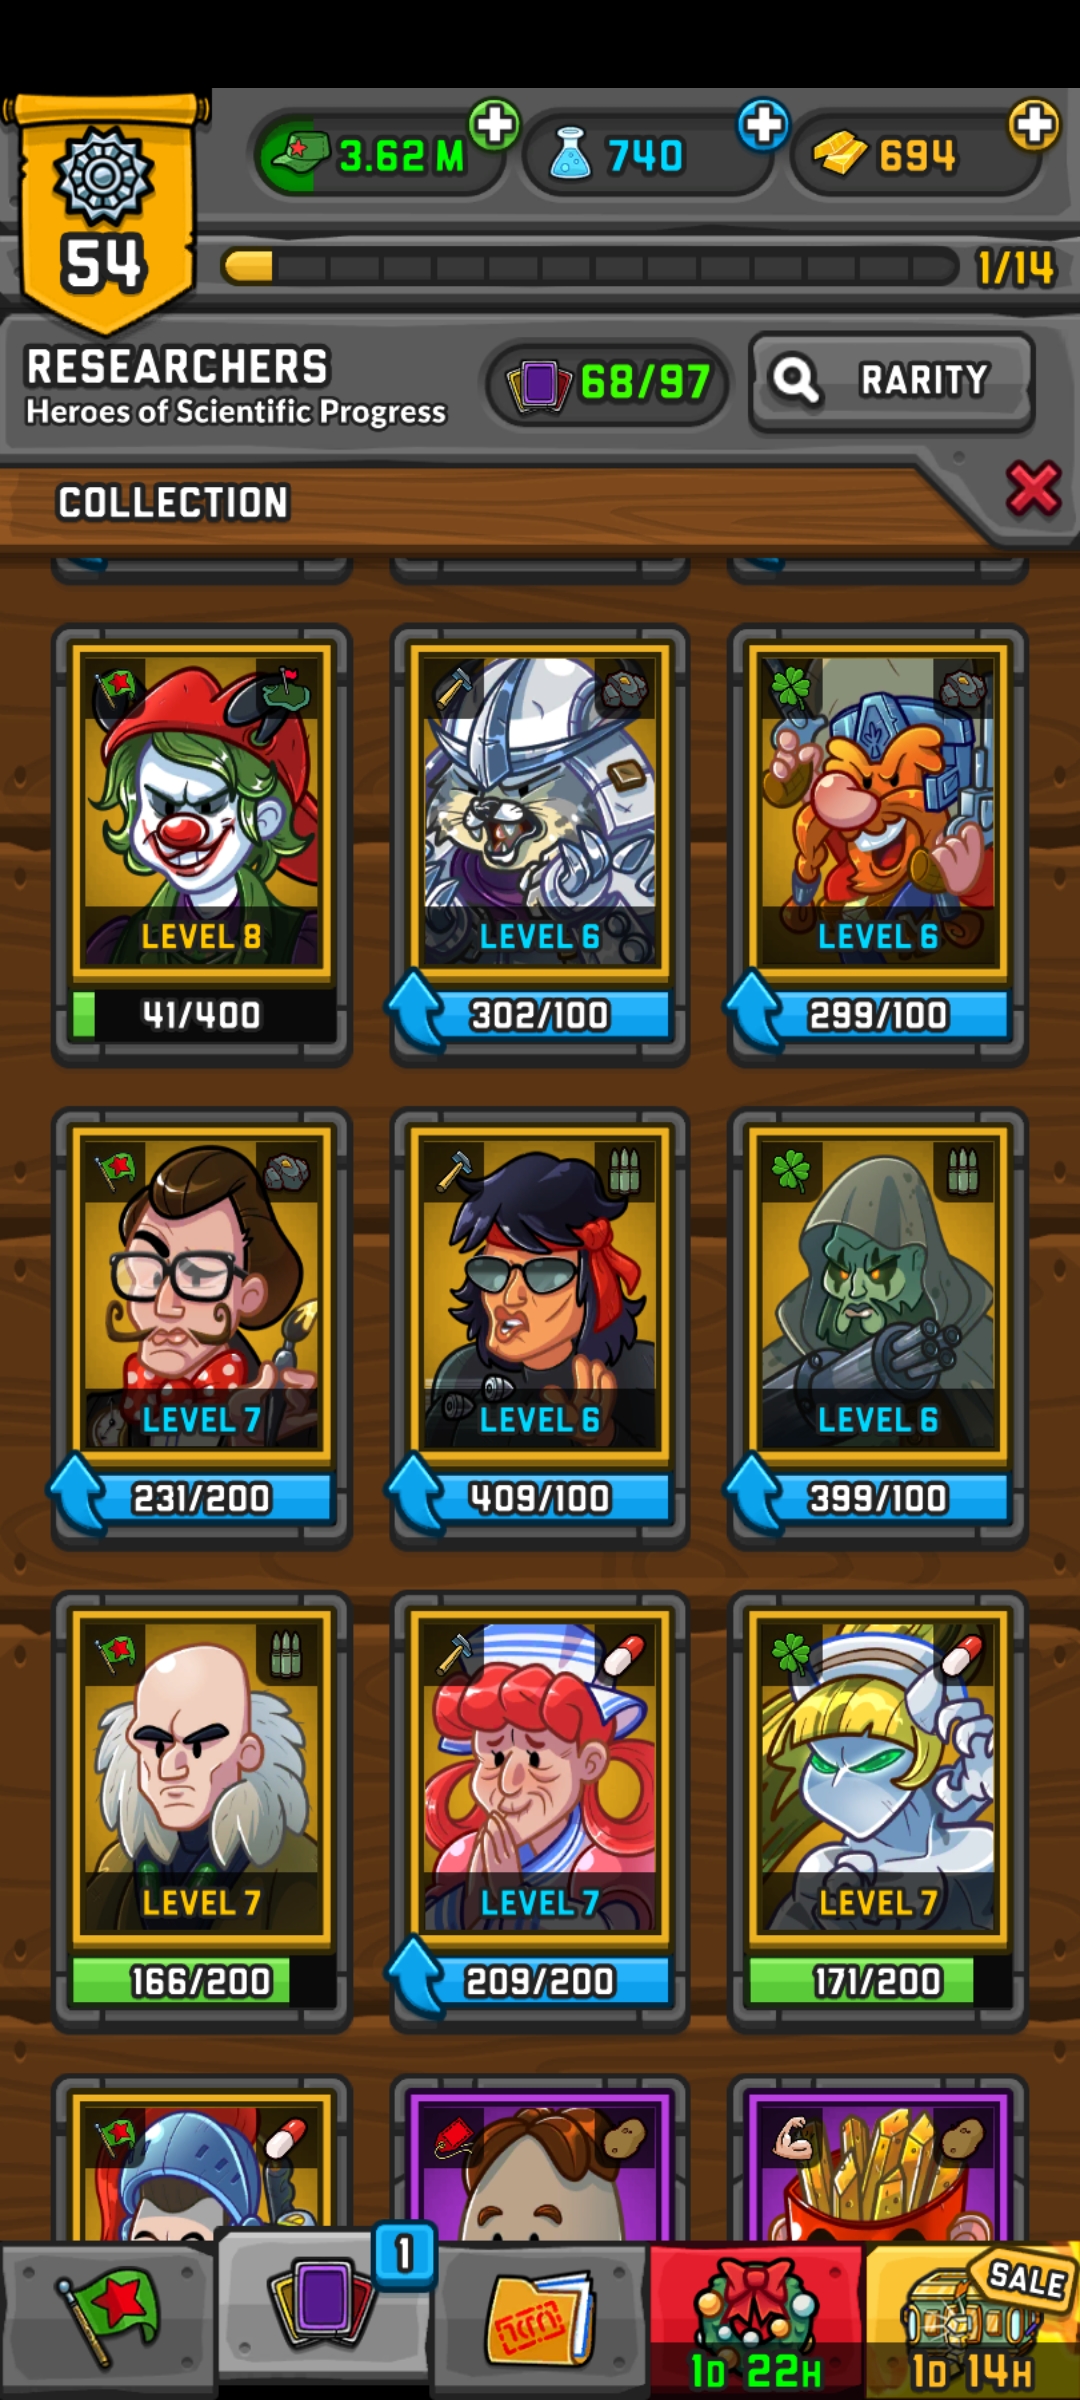 3.62 M
740
694
54
1/14
RESEARCHERS
Heroes of Scientific Progress
68/97
RARITY
COLLECTION
LEVEL 8
LEVEL 6
LEVEL 6
41/400
302/100
299/100
LEVEL 7
LEVEL 6
LEVEL 6
231/200
409/100
399/100
LEVEL 7
LEVEL 7
LEVEL 7
166/200
209/200
171/200
1
SALE
1D 22H
1D 14H